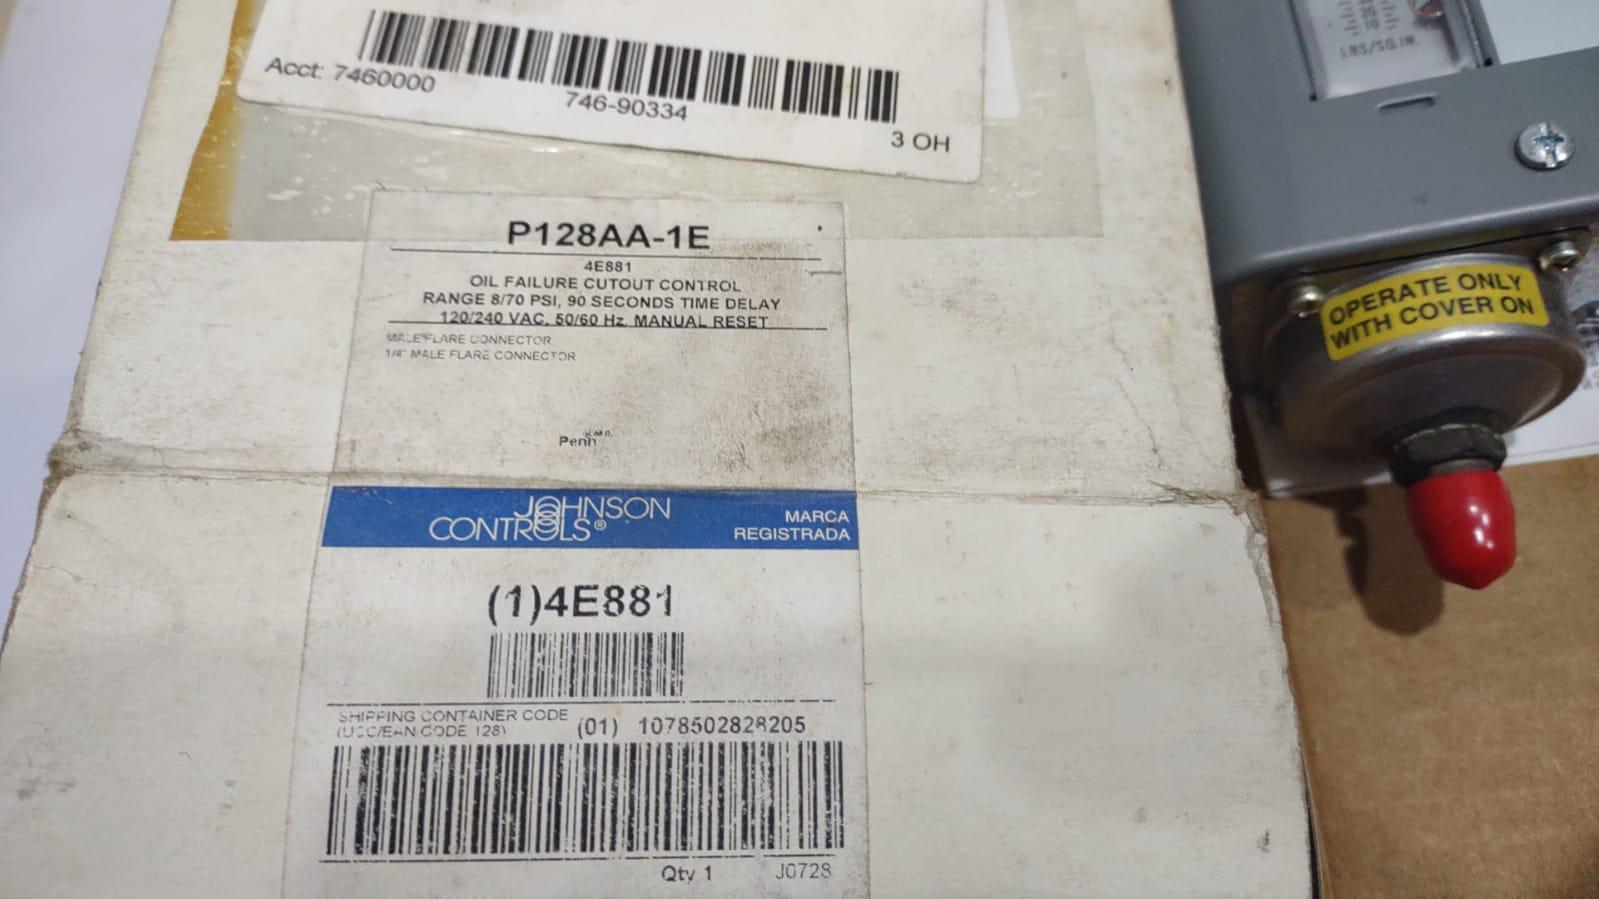 Acct: 7460000
746-90334
3 OH
P128AA-1E
4E881
OIL FAILURE CUTOUT CONTROL
RANGE 8/70 PSI, 90 SECONDS TIME DELAY
120/240 VAC, 50/60 Hz, MANUAL RESET
MALE FLARE CONNECTOR
1/4" MALE FLARE CONNECTOR
Penn
JOHNSON
CONTROLS®
MARCA
REGISTRADA
(1)4E881
SHIPPING CONTAINER CODE
(UCC/EAN CODE 128)
(01) 1078502828205
Qty 1
J0728
20
10
LBS/SQ.IN.
OPERATE ONLY
WITH COVER ON